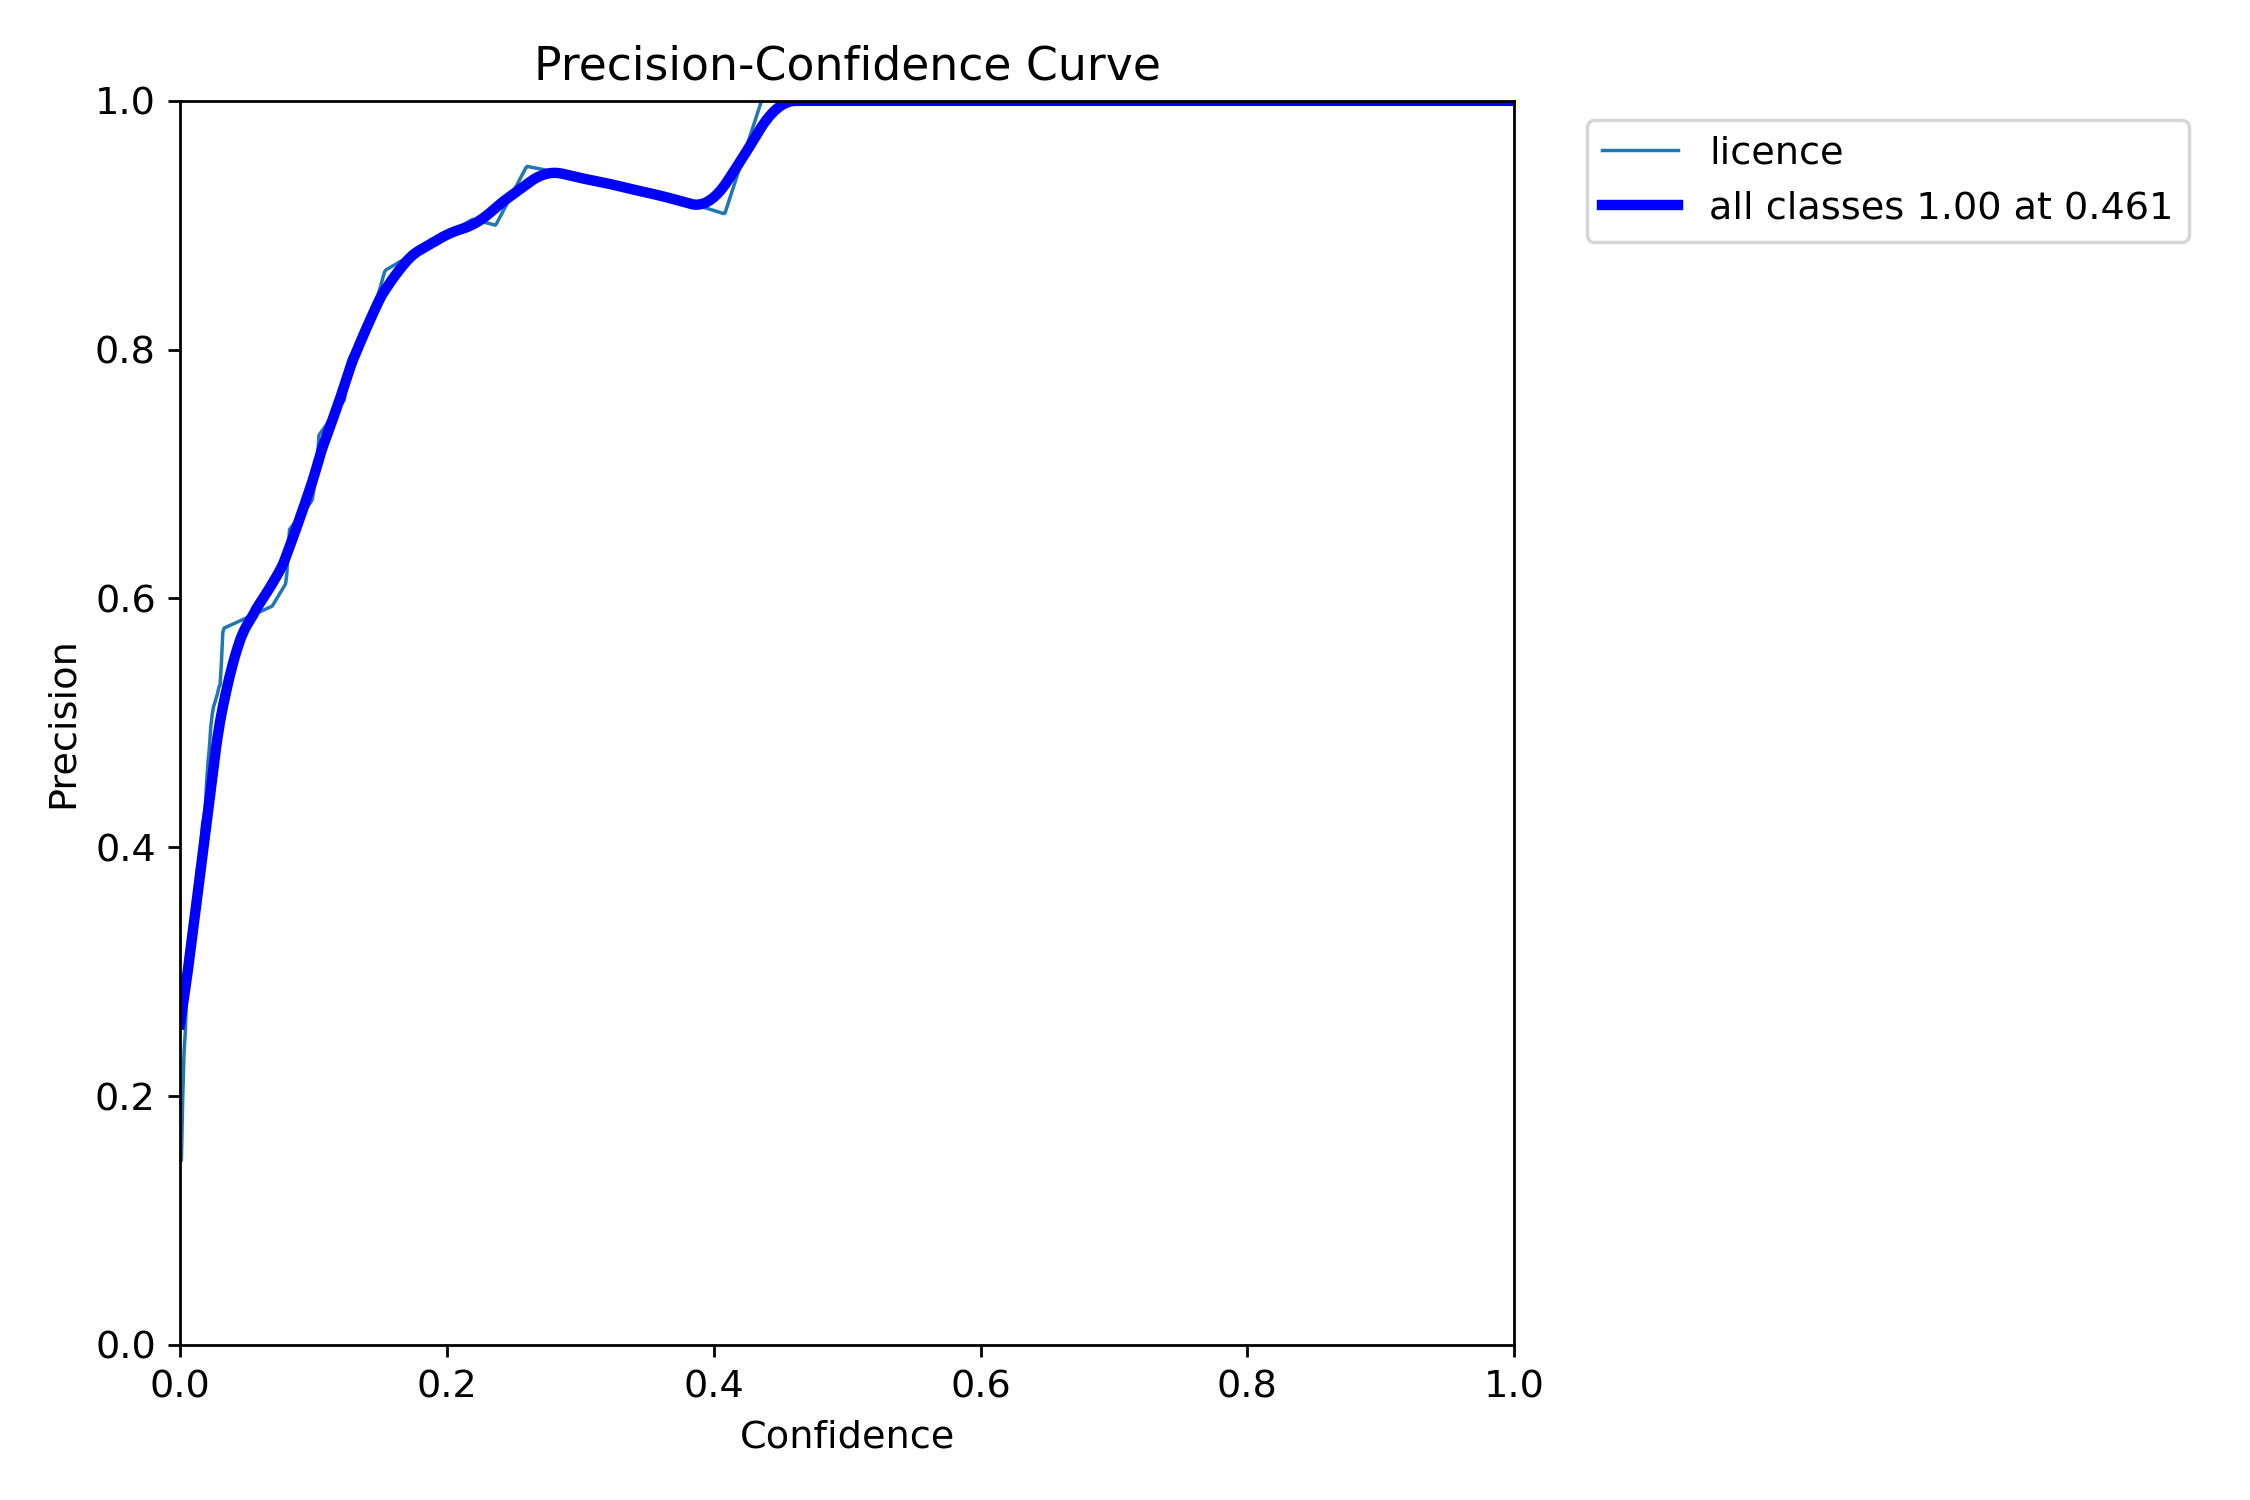 Precision-Confidence Curve
1.0
0.8
0.6
0.4
0.2
0.0
Precision
0.0 0.2 0.4 0.6 0.8 1.0
Confidence
licence
all classes 1.00 at 0.461